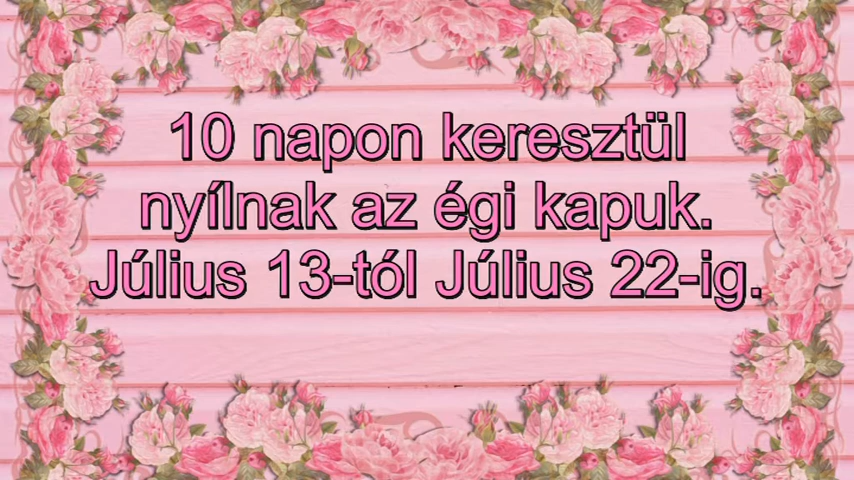 10 napon keresztül
nyílnak az égi kapuk.
Július 13-tól Július 22-ig.